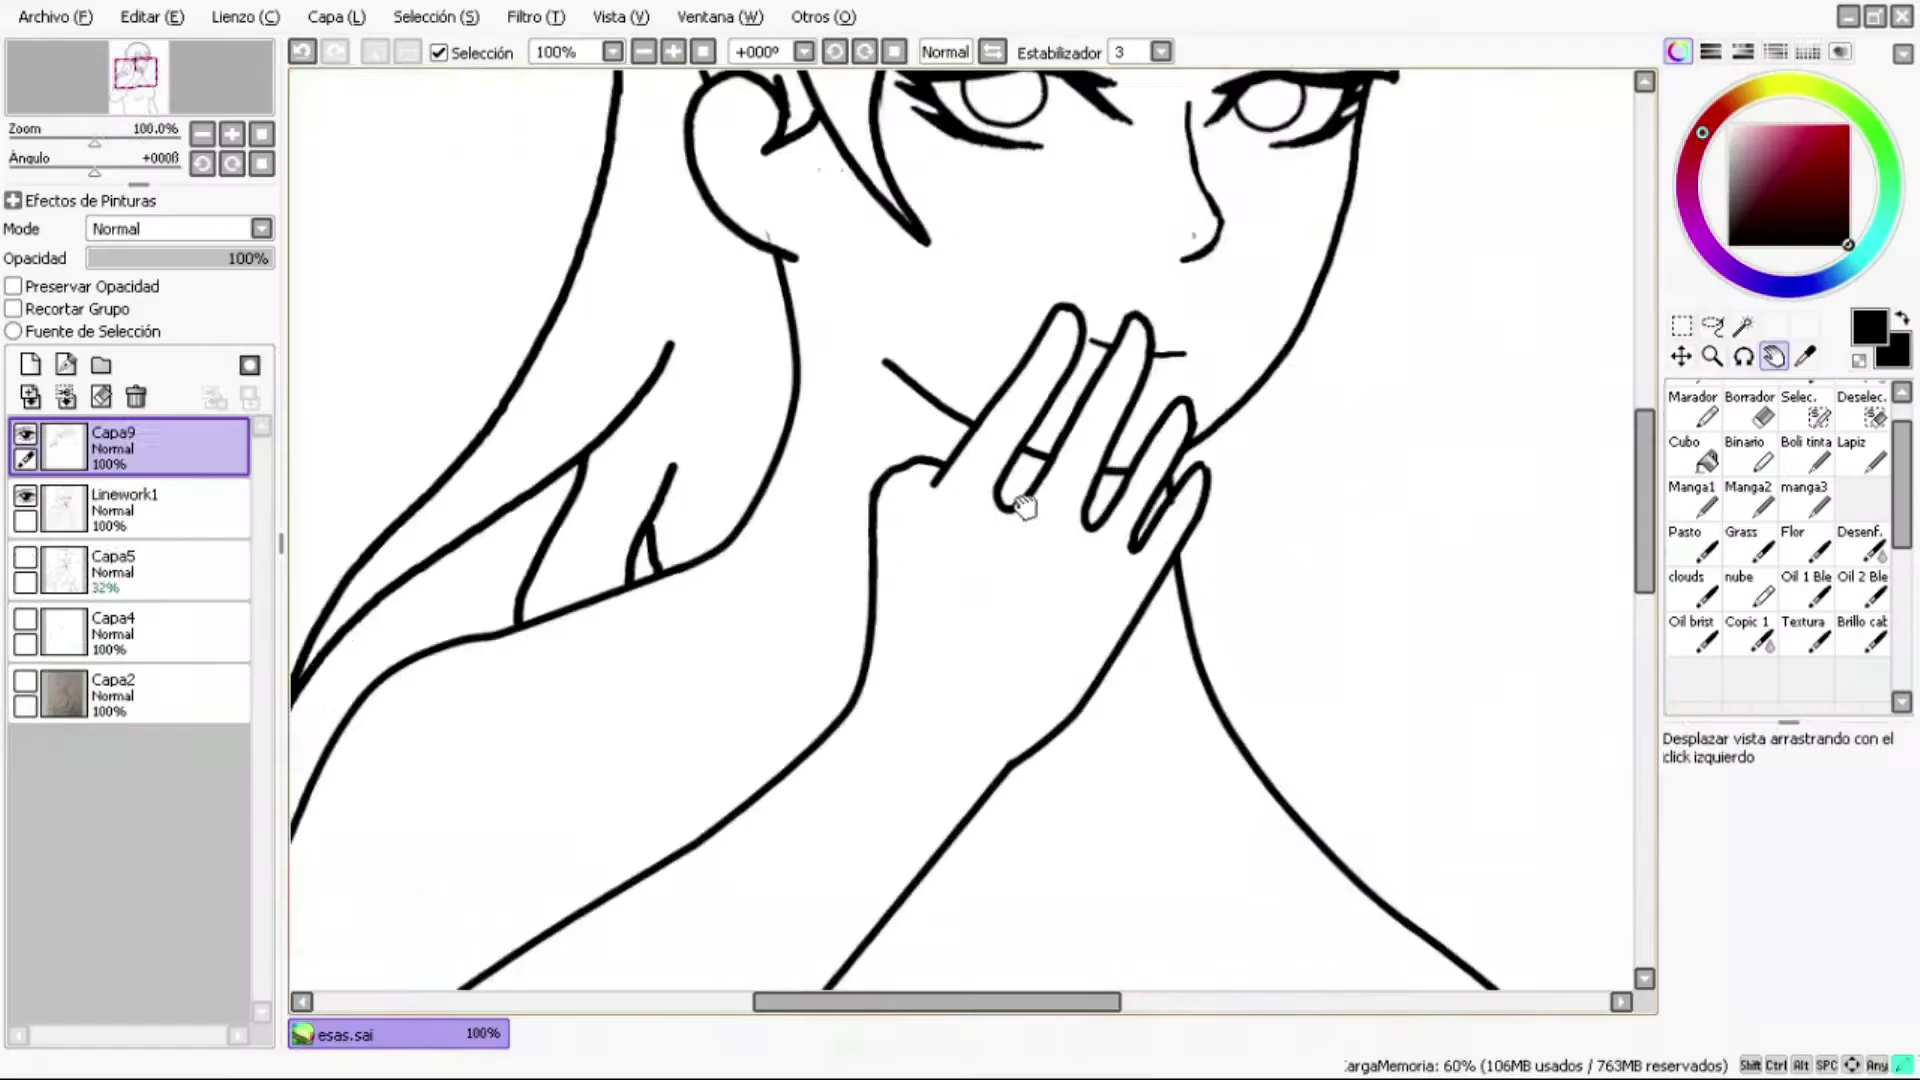 Archivo (F) Editar (E) Lienzo (C) Capa (L) Selección (S) Filtro (T) Vista (V) Ventana (W) Otros (O)
Selección 100% +000º Normal Estabilizador 3
Zoom 100.0%
Ángulo +000ß
Efectos de Pinturas
Mode Normal
Opacidad 100%
Preservar Opacidad
Recortar Grupo
Fuente de Selección
Capa9
Normal
100%
Linework1
Normal
100%
Capa5
Normal
32%
Capa4
Normal
100%
Capa2
Normal
100%
Marador Borrador Selec. Deselec.
Cubo Binario Boli tinta Lapiz
Manga1 Manga2 manga3
Pasto Grass Flor Desenf.
clouds nube Oil 1 Ble Oil 2 Ble
Oil brist Copic 1 Textura Brillo cab
Desplazar vista arrastrando con el
click izquierdo
esas.sai 100%
argaMemoria: 60% (106MB usados / 763MB reservados) Shift Ctrl Alt SPC Any